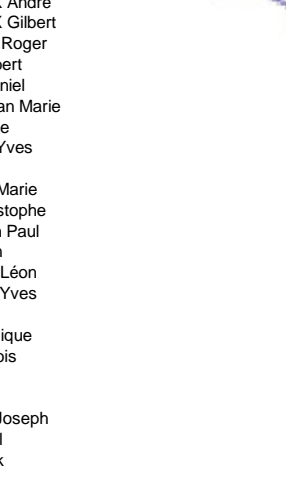 André
Gilbert
Roger
bert
niel
an Marie
e
Yves
Marie
stophe
Paul
n
Léon
Yves
ique
ois
Joseph
l
k